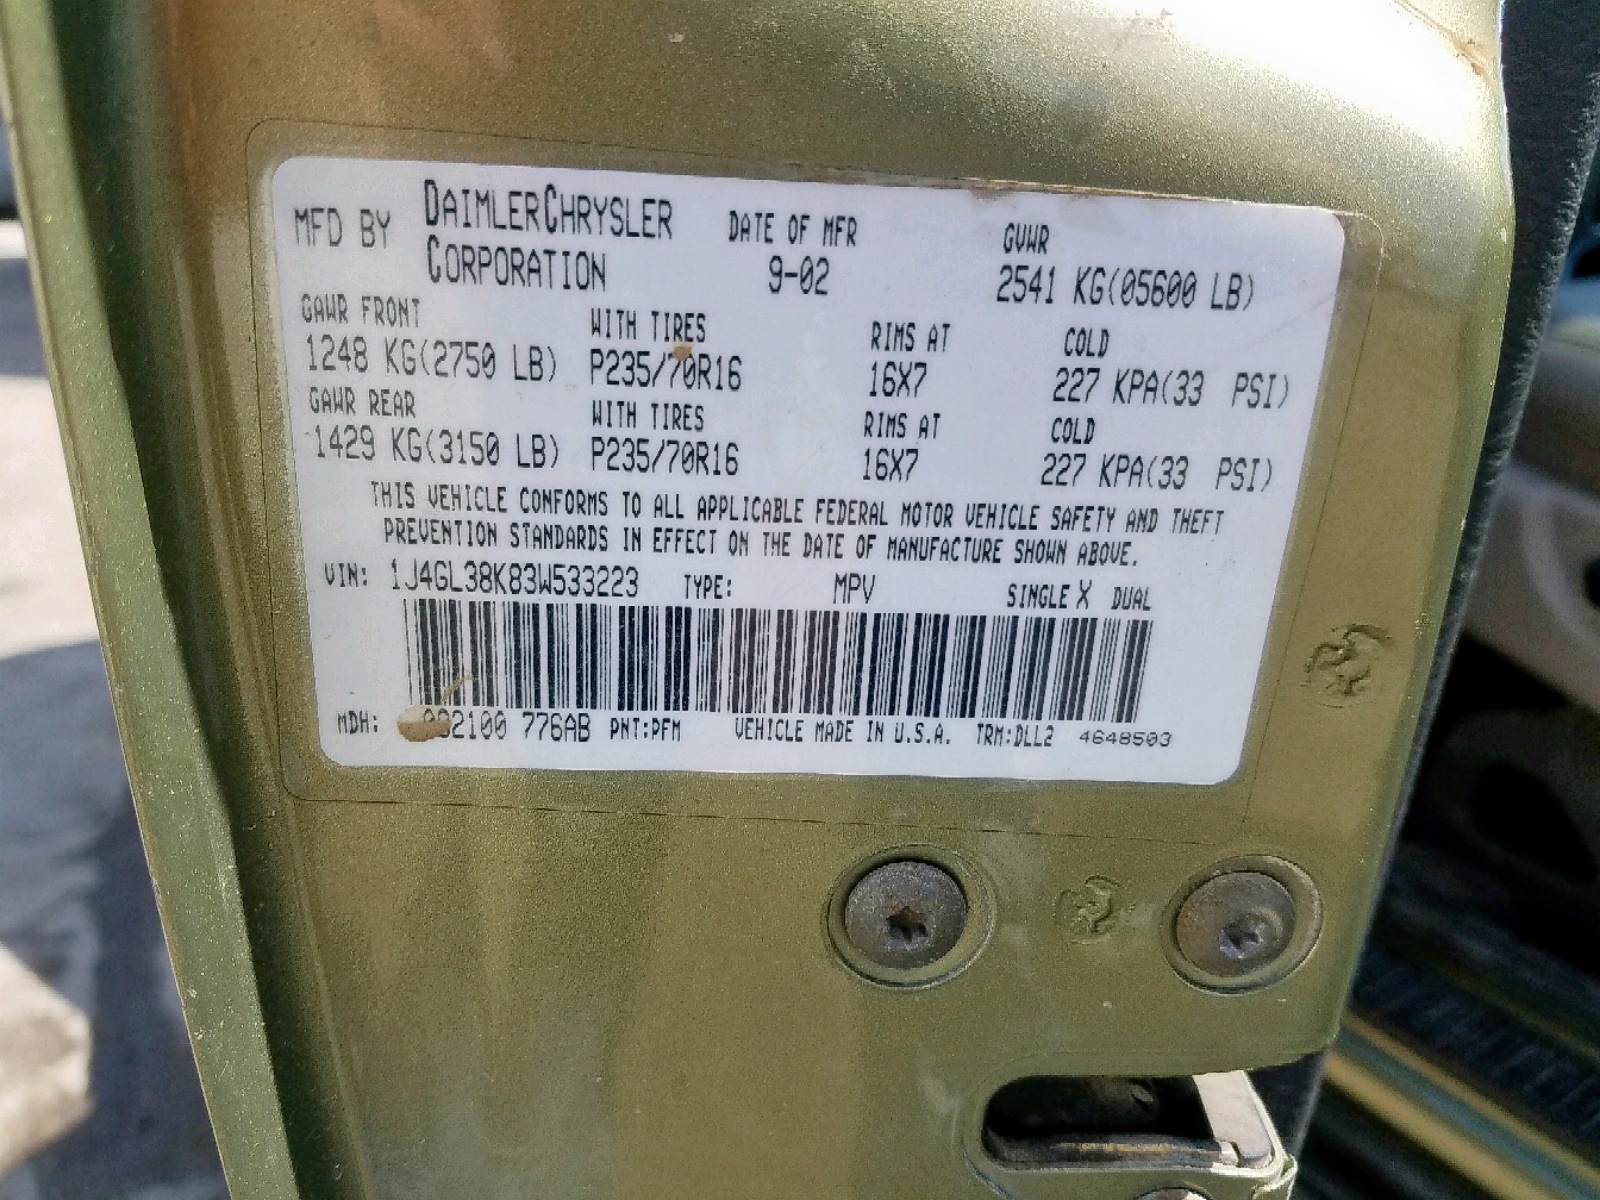 MFD BY DAIMLERCHRYSLER CORPORATION DATE OF MFR 9-02 GVWR 2541 KG(05600 LB)
GAWR FRONT WITH TIRES RIMS AT COLD
1248 KG(2750 LB) P235/70R16 16X7 227 KPA(33 PSI)
GAWR REAR WITH TIRES RIMS AT COLD
1429 KG(3150 LB) P235/70R16 16X7 227 KPA(33 PSI)
THIS VEHICLE CONFORMS TO ALL APPLICABLE FEDERAL MOTOR VEHICLE SAFETY AND THEFT
PREVENTION STANDARDS IN EFFECT ON THE DATE OF MANUFACTURE SHOWN ABOVE.
VIN: 1J4GL38K83W533223 TYPE: MPV SINGLE X DUAL
MDH: 776AB PNT:PFM VEHICLE MADE IN U.S.A. TRM:DLL2 4648503